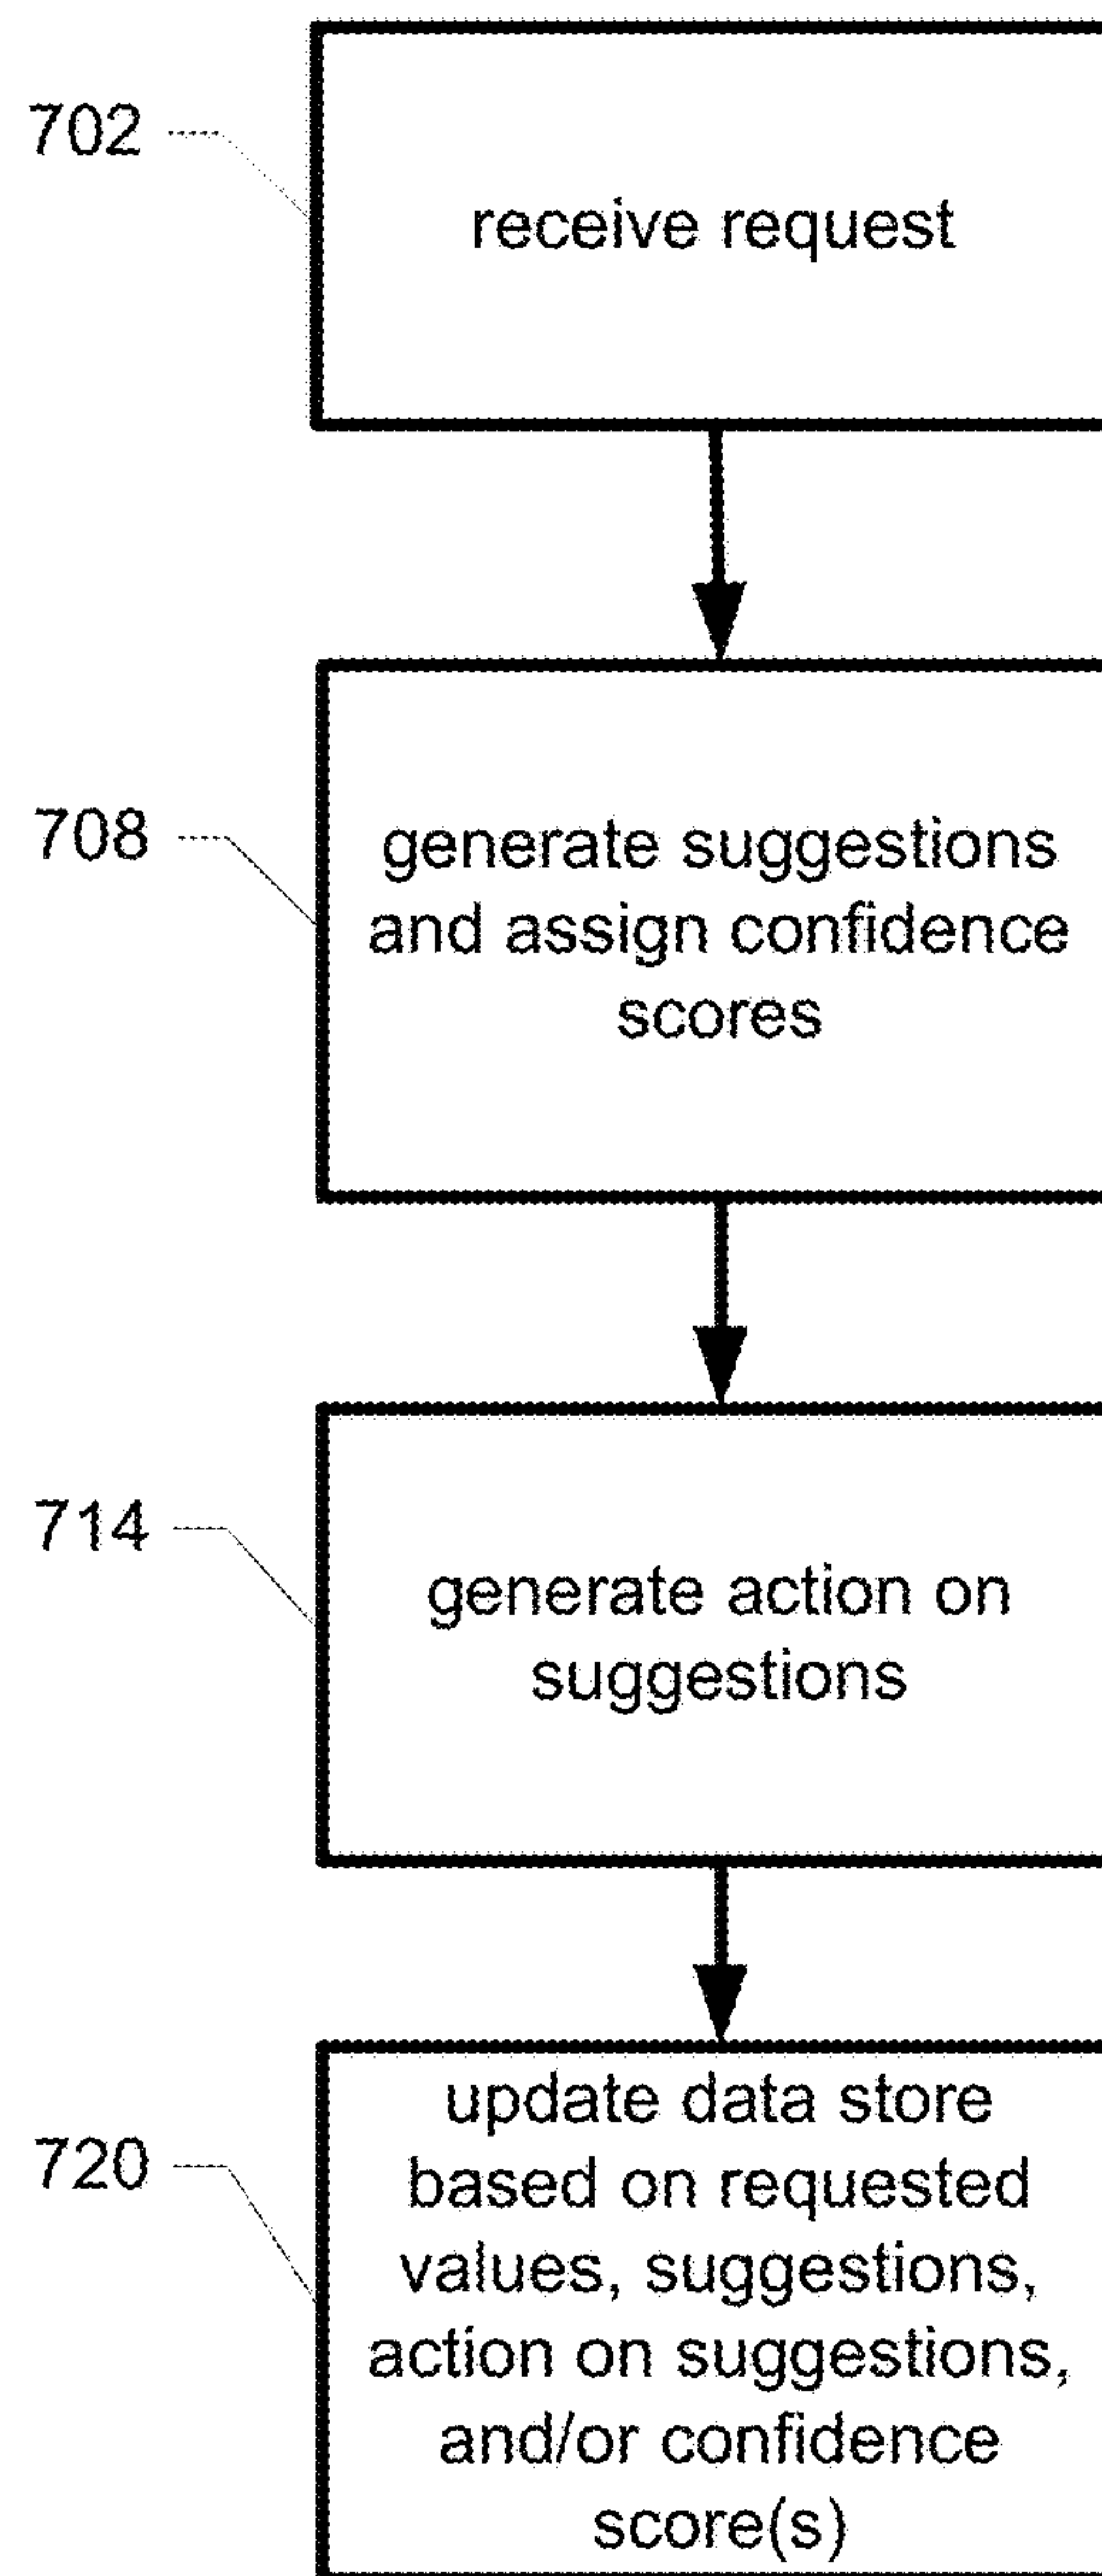 702
receive request
708
generate suggestions
and assign confidence
scores
714
generate action on
suggestions
720
update data store
based on requested
values, suggestions,
action on suggestions,
and/or confidence
score(s)